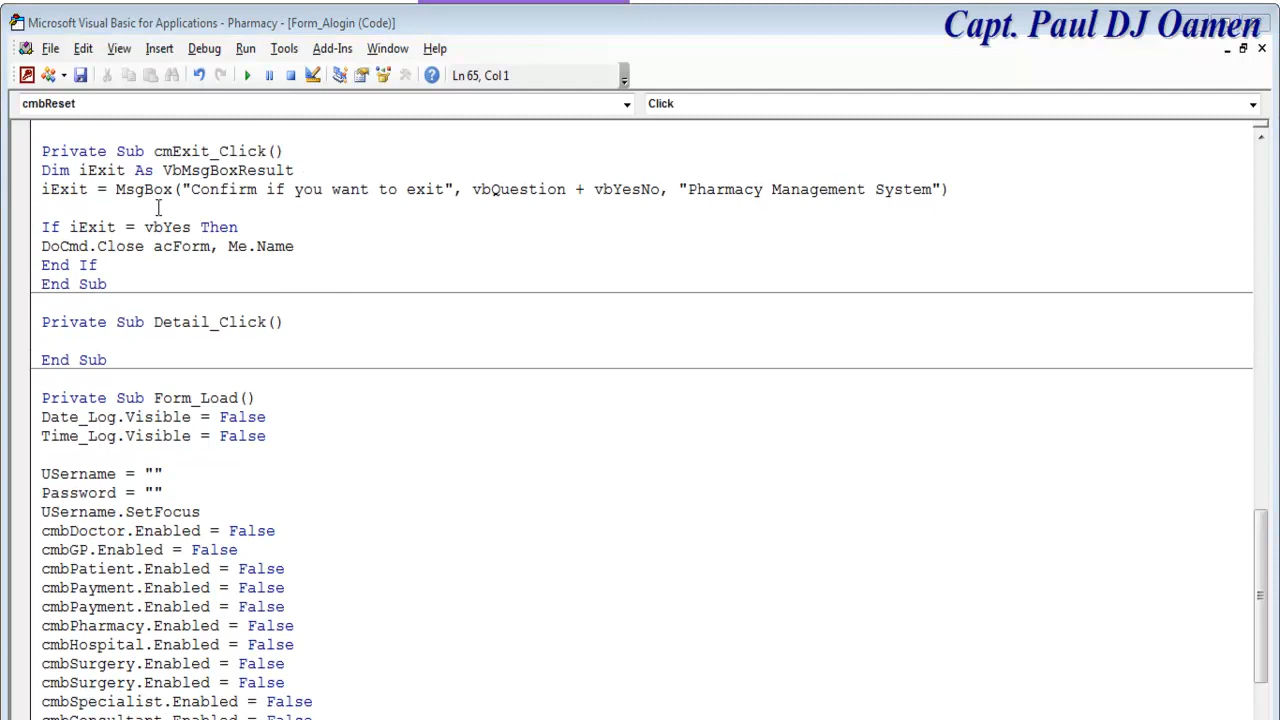 Microsoft Visual Basic for Applications - Pharmacy - [Form_Alogin (Code)]
Capt. Paul DJ Oamen
File Edit View Insert Debug Run Tools Add-Ins Window Help
Ln 65, Col 1
cmbReset Click
Private Sub cmExit_Click()
Dim iExit As VbMsgBoxResult
iExit = MsgBox("Confirm if you want to exit", vbQuestion + vbYesNo, "Pharmacy Management System")
If iExit = vbYes Then
DoCmd.Close acForm, Me.Name
End If
End Sub
Private Sub Detail_Click()
End Sub
Private Sub Form_Load()
Date_Log.Visible = False
Time_Log.Visible = False
USername = ""
Password = ""
USername.SetFocus
cmbDoctor.Enabled = False
cmbGP.Enabled = False
cmbPatient.Enabled = False
cmbPayment.Enabled = False
cmbPayment.Enabled = False
cmbPharmacy.Enabled = False
cmbHospital.Enabled = False
cmbSurgery.Enabled = False
cmbSurgery.Enabled = False
cmbSpecialist.Enabled = False
cmbConsultant.Enabled = False